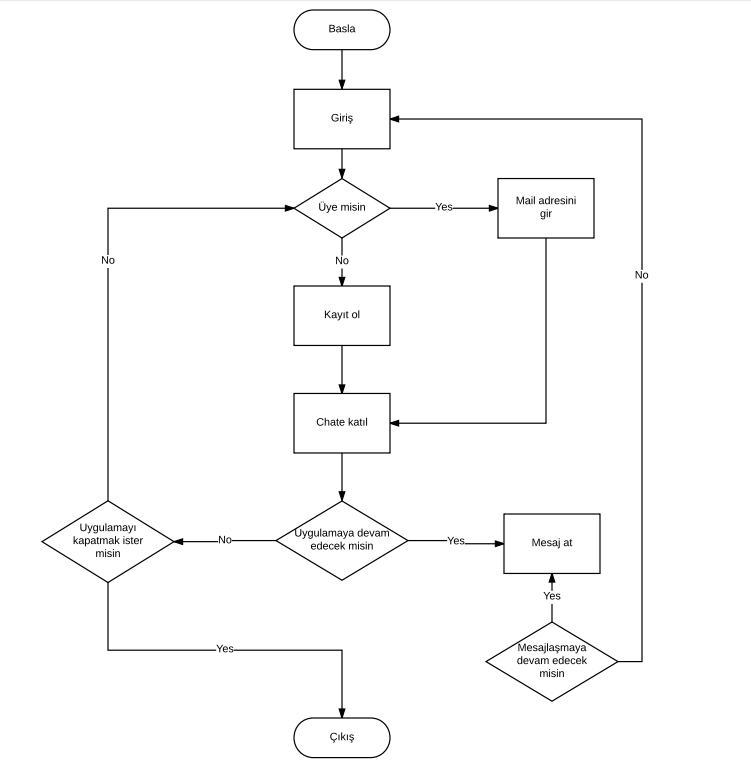 Basla
Giriş
Üye misin
Yes
Mail adresini
gir
No
No
No
Kayıt ol
Chate katıl
Uygulamayı
kapatmak ister
misin
No
Uygulamaya devam
edecek misin
Yes
Mesaj at
Yes
Mesajlaşmaya
devam edecek
misin
Yes
Çıkış